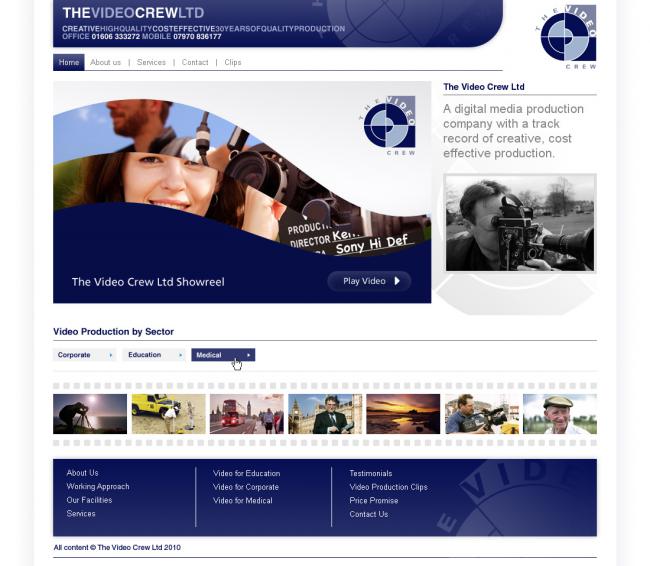 THEVIDEOCREWLTD
CREATIVEHIGHQUALITYCOSTEFFECTIVE30YEARSOFQUALITYPRODUCTION
OFFICE 01606 333272 MOBILE 07970 836177
THE VIDEO
CREW
Home About us | Services | Contact | Clips
The Video Crew Ltd
A digital media production
company with a track
record of creative, cost
effective production.
THE VIDEO
CREW
PRODUCT
DIRECTOR Ken
Sony Hi Def
The Video Crew Ltd Showreel
Play Video
Video Production by Sector
Corporate Education Medical
About Us Video for Education Testimonials
Working Approach Video for Corporate Video Production Clips
Our Facilities Video for Medical Price Promise
Services Contact Us
VIDE
All content © The Video Crew Ltd 2010